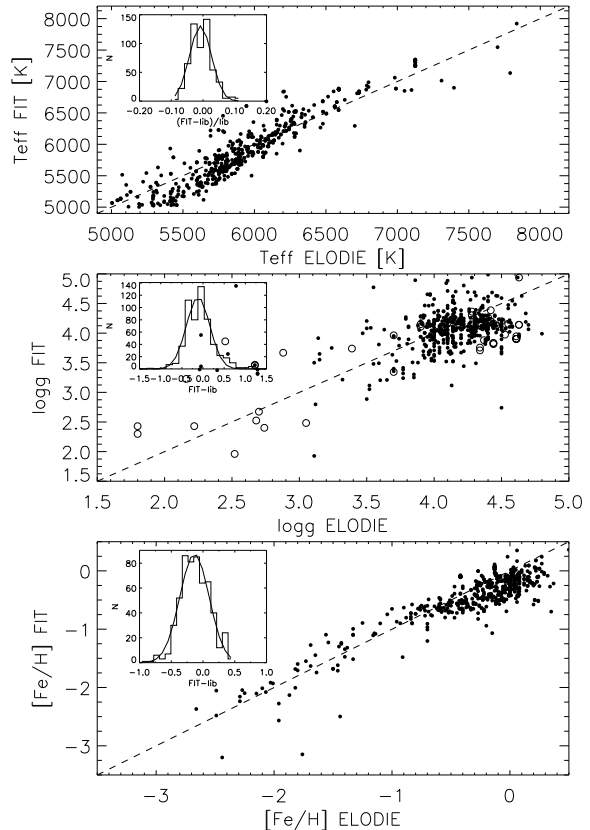 8000
7500
7000
6500
6000
5500
5000
Teff FIT [K]
150
100
50
0
N
-0.20 -0.10 0.00 0.10 0.20
(FIT-lib)/lib
5000 5500 6000 6500 7000 7500 8000
Teff ELODIE [K]
5.0
4.5
4.0
3.5
3.0
2.5
2.0
1.5
logg FIT
140
120
100
80
60
40
20
0
N
-1.5 -1.0 -0.5 0.0 0.5 1.0 1.5
FIT-lib
1.5 2.0 2.5 3.0 3.5 4.0 4.5 5.0
logg ELODIE
0
-1
-2
-3
[Fe/H] FIT
80
60
40
20
0
N
-1.0 -0.5 0.0 0.5 1.0
FIT-lib
-3 -2 -1 0
[Fe/H] ELODIE